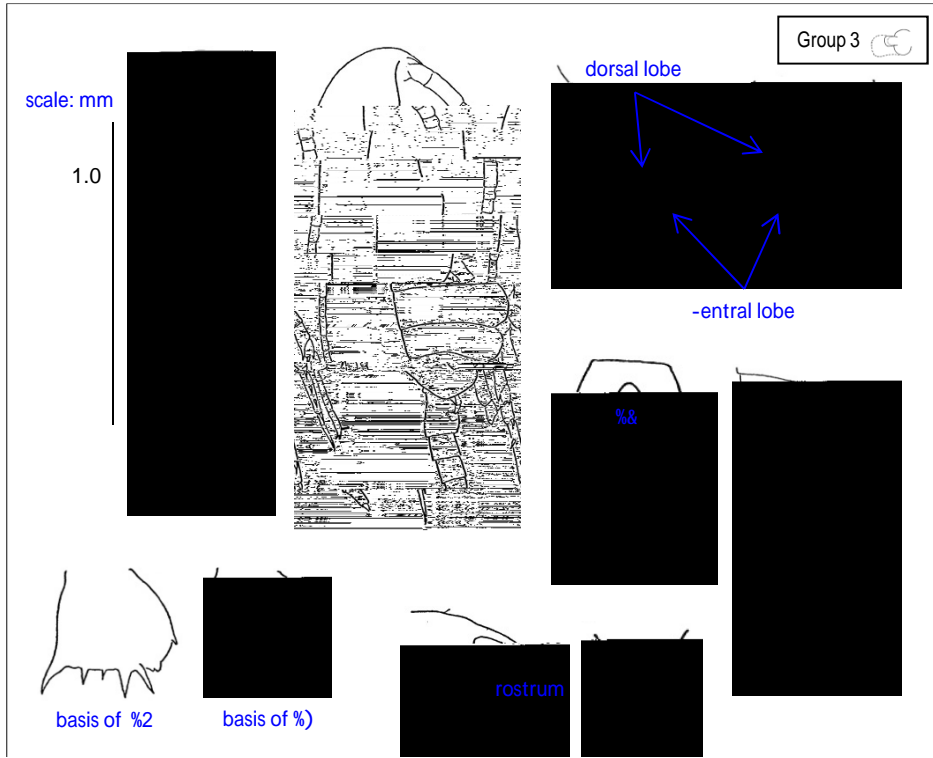 Group 3
dorsal lobe
scale: mm
1.0
-entral lobe
%&
rostrum
basis of %2
basis of %)